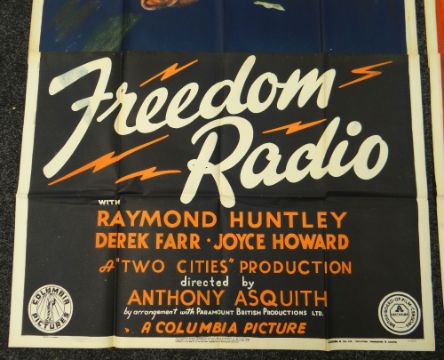 Freedom
Radio
WITH
RAYMOND HUNTLEY
DEREK FARR · JOYCE HOWARD
A "TWO CITIES" PRODUCTION
directed by
ANTHONY ASQUITH
by arrangement with PARAMOUNT BRITISH PRODUCTIONS LTD.
A COLUMBIA PICTURE
COLUMBIA
PICTURE